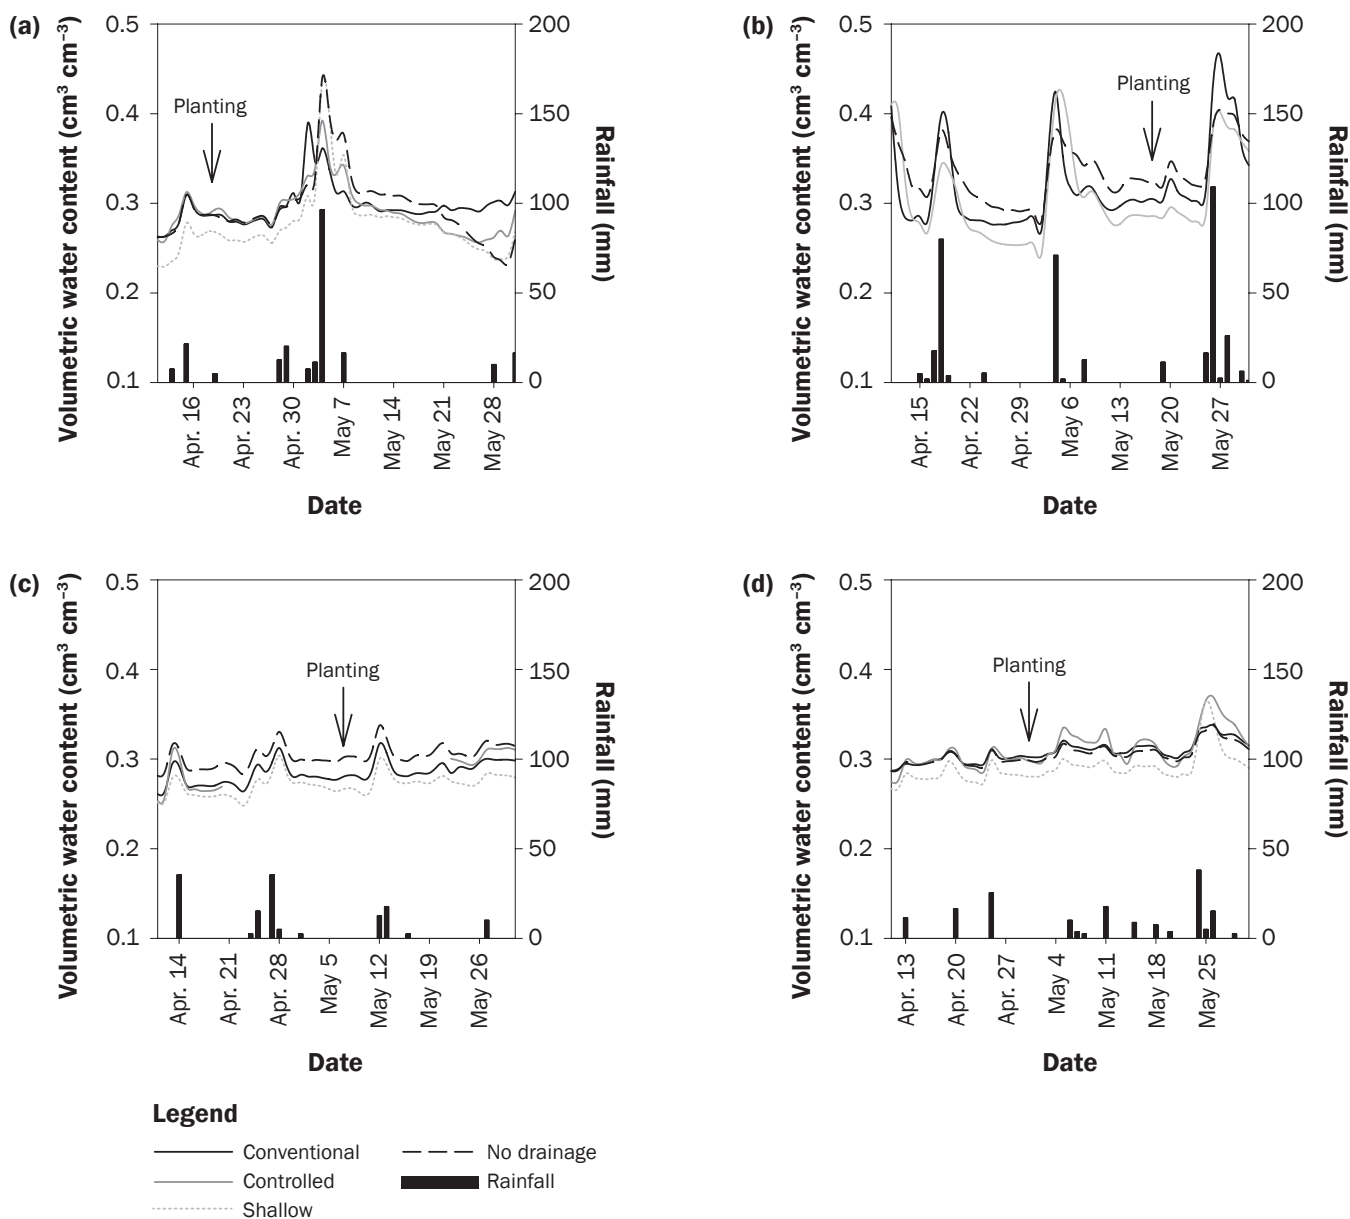 (a)
Volumetric water content (cm³ cm⁻³)
0.5
0.4
0.3
0.2
0.1
Planting
200
150
100
50
0
Rainfall (mm)
Apr. 16
Apr. 23
Apr. 30
May 7
May 14
May 21
May 28
Date
(b)
Volumetric water content (cm³ cm⁻³)
0.5
0.4
0.3
0.2
0.1
Planting
200
150
100
50
0
Rainfall (mm)
Apr. 15
Apr. 22
Apr. 29
May 6
May 13
May 20
May 27
Date
(c)
Volumetric water content (cm³ cm⁻³)
0.5
0.4
0.3
0.2
0.1
Planting
200
150
100
50
0
Rainfall (mm)
Apr. 14
Apr. 21
Apr. 28
May 5
May 12
May 19
May 26
Date
(d)
Volumetric water content (cm³ cm⁻³)
0.5
0.4
0.3
0.2
0.1
Planting
200
150
100
50
0
Rainfall (mm)
Apr. 13
Apr. 20
Apr. 27
May 4
May 11
May 18
May 25
Date
Legend
Conventional
No drainage
Controlled
Rainfall
Shallow